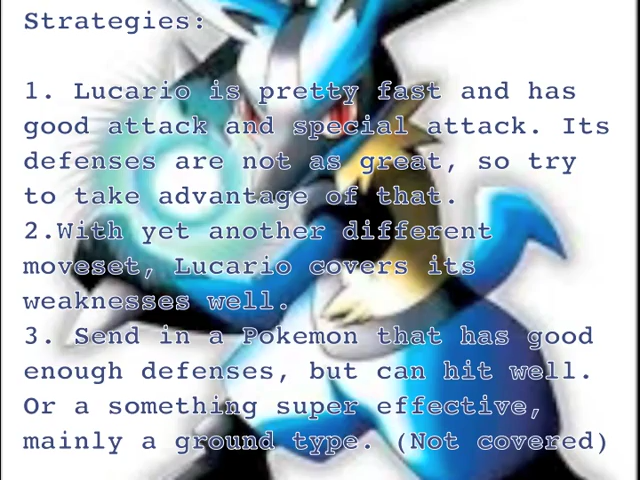 Strategies:
1. Lucario is pretty fast and has
good attack and special attack. Its
defenses are not as great, so try
to take advantage of that.
2.With yet another different
moveset, Lucario covers its
weaknesses well.
3. Send in a Pokemon that has good
enough defenses, but can hit well.
Or a something super effective,
mainly a ground type. (Not covered)